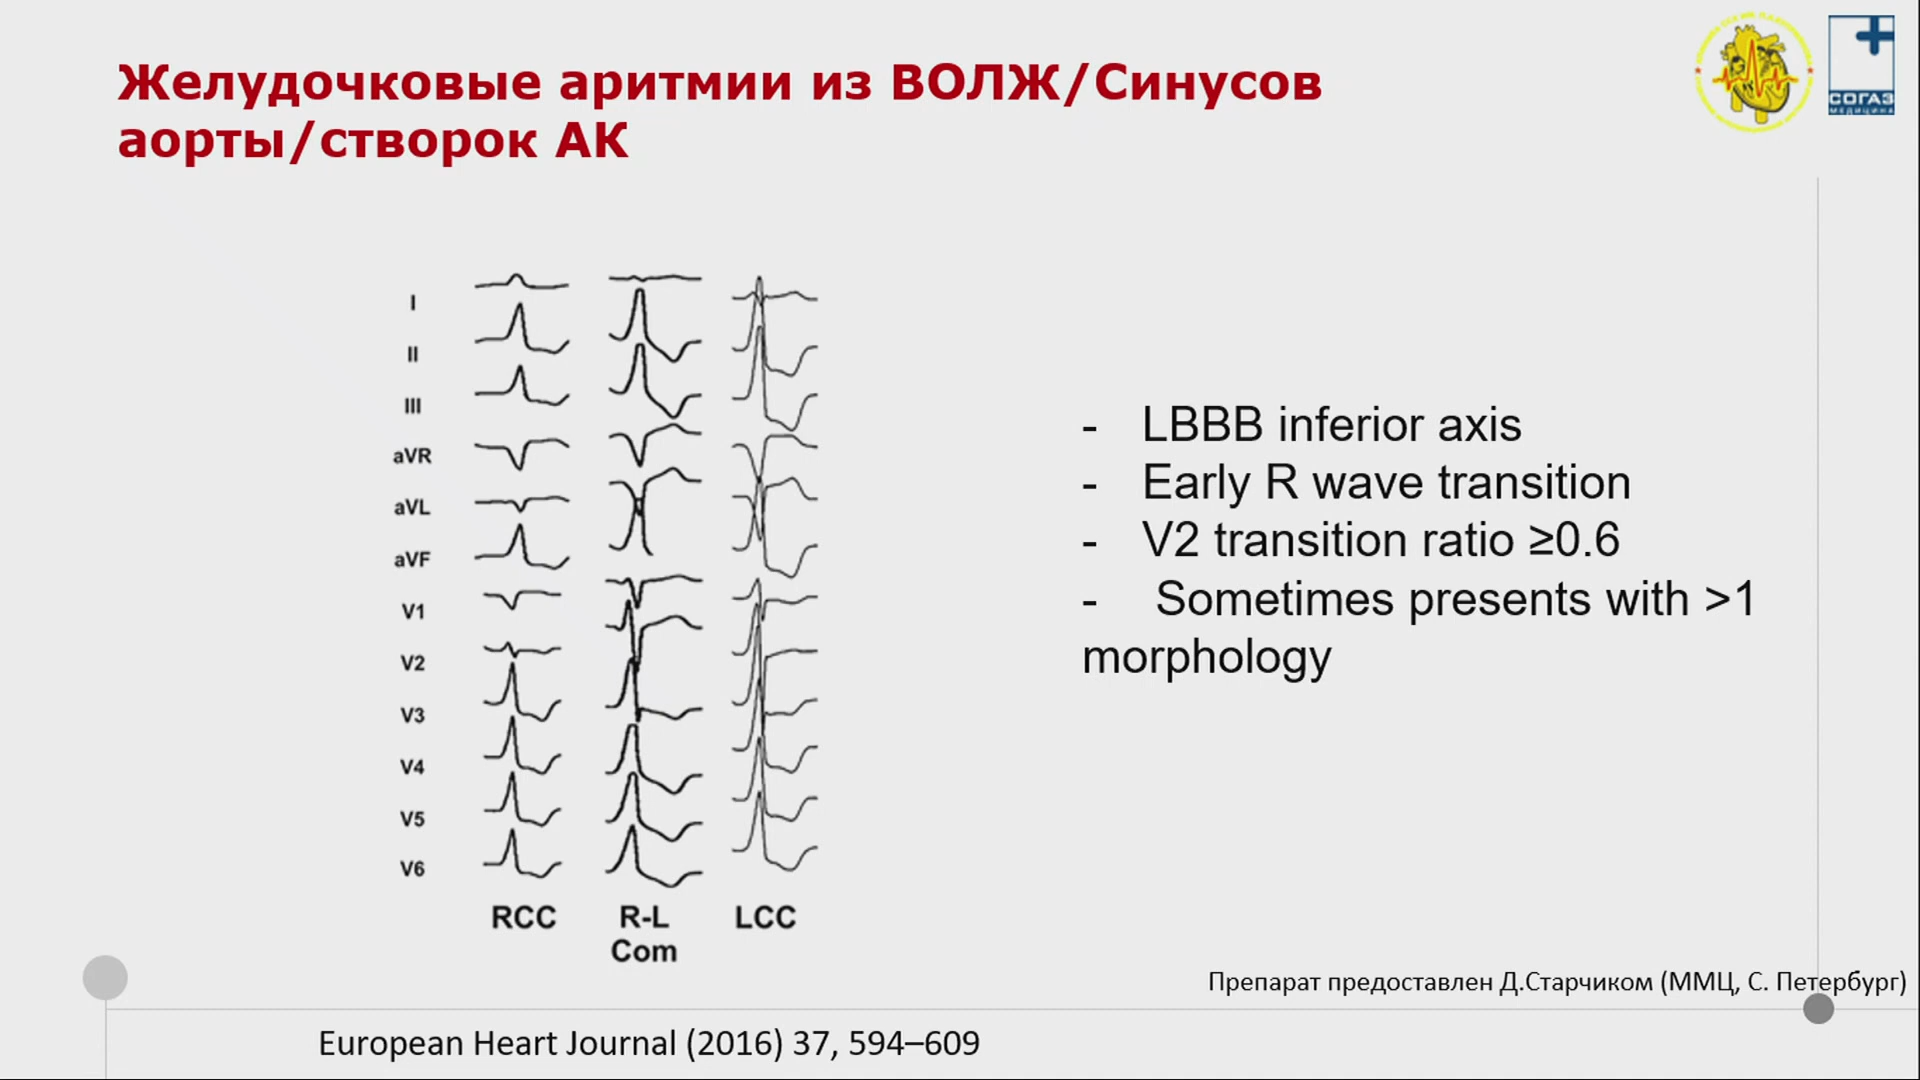 Желудочковые аритмии из ВОЛЖ/Синусов
аорты/створок АК
СОГАЗ
I
II
III
aVR
aVL
aVF
V1
V2
V3
V4
V5
V6
RCC
R-L
Com
LCC
- LBBB inferior axis
- Early R wave transition
- V2 transition ratio ≥0.6
- Sometimes presents with >1
morphology
Препарат предоставлен Д.Старчиком (ММЦ, С. Петербург)
European Heart Journal (2016) 37, 594–609